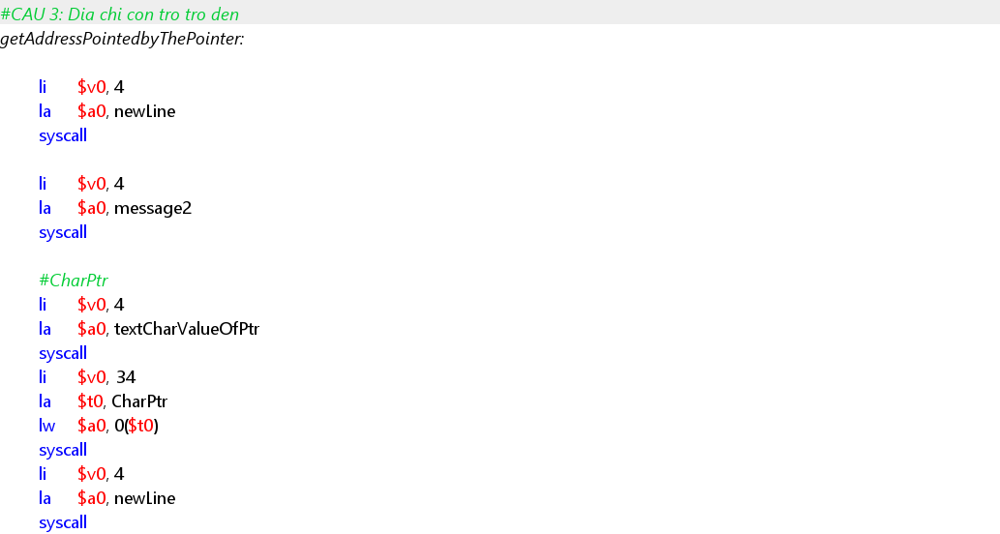 #CAU 3: Dia chi con tro tro den
getAddressPointedbyThePointer:
li $v0, 4
la $a0, newLine
syscall
li $v0, 4
la $a0, message2
syscall
#CharPtr
li $v0, 4
la $a0, textCharValueOfPtr
syscall
li $v0, 34
la $t0, CharPtr
lw $a0, 0($t0)
syscall
li $v0, 4
la $a0, newLine
syscall